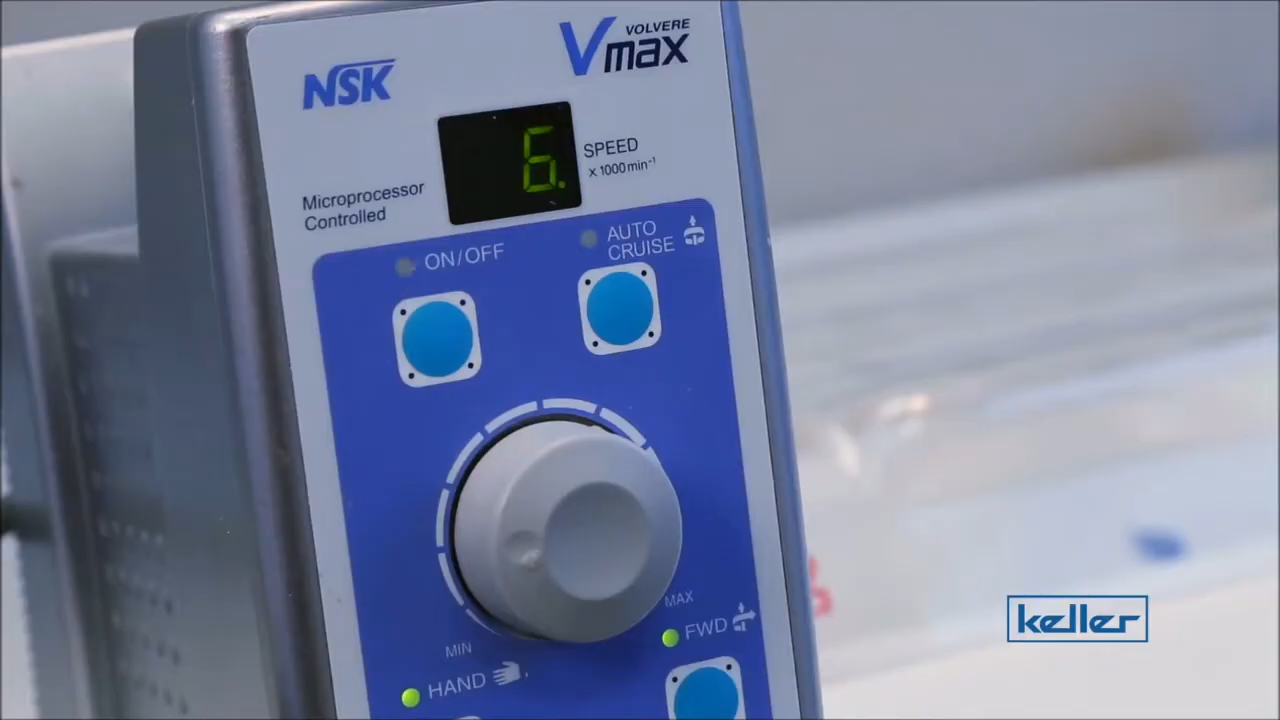 VOLVERE
Vmax
NSK
6.
SPEED
x 1000 min⁻¹
Microprocessor
Controlled
ON/OFF
AUTO
CRUISE
MIN
MAX
FWD
HAND
keller